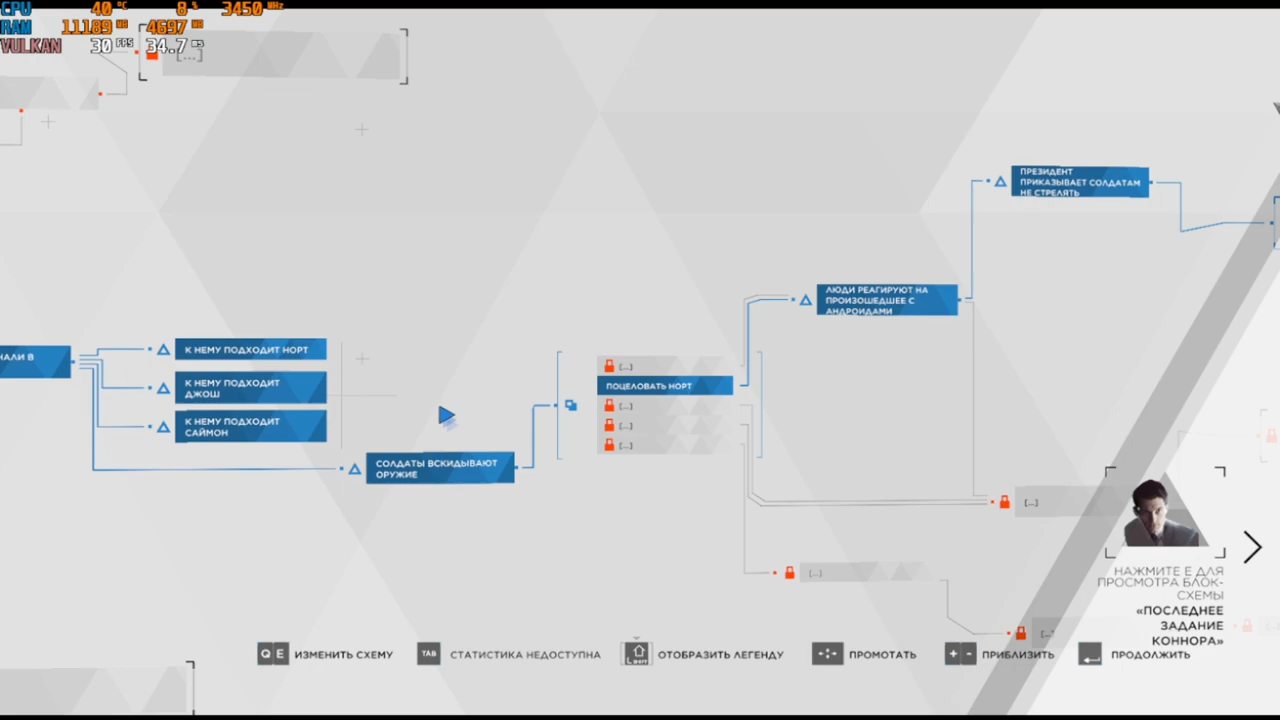 CPU 40 °C 8 % 3450 MHz
RAM 11189 MB 4697 MB
VULKAN 30 FPS 34.7 ms
[...]
ПРЕЗИДЕНТ
ПРИКАЗЫВАЕТ СОЛДАТАМ
НЕ СТРЕЛЯТЬ
ЛЮДИ РЕАГИРУЮТ НА
ПРОИЗОШЕДШЕЕ С
АНДРОИДАМИ
К НЕМУ ПОДХОДИТ НОРТ
К НЕМУ ПОДХОДИТ
ДЖОШ
К НЕМУ ПОДХОДИТ
САЙМОН
СОЛДАТЫ ВСКИДЫВАЮТ
ОРУЖИЕ
[...]
ПОЦЕЛОВАТЬ НОРТ
[...]
[...]
[...]
[...]
[...]
[...]
НАЖМИТЕ E ДЛЯ
ПРОСМОТРА БЛОК-
СХЕМЫ
«ПОСЛЕДНЕЕ
ЗАДАНИЕ
КОННОРА»
Q E ИЗМЕНИТЬ СХЕМУ
TAB СТАТИСТИКА НЕДОСТУПНА
ОТОБРАЗИТЬ ЛЕГЕНДУ
ПРОМОТАТЬ
+ - ПРИБЛИЗИТЬ
ПРОДОЛЖИТЬ